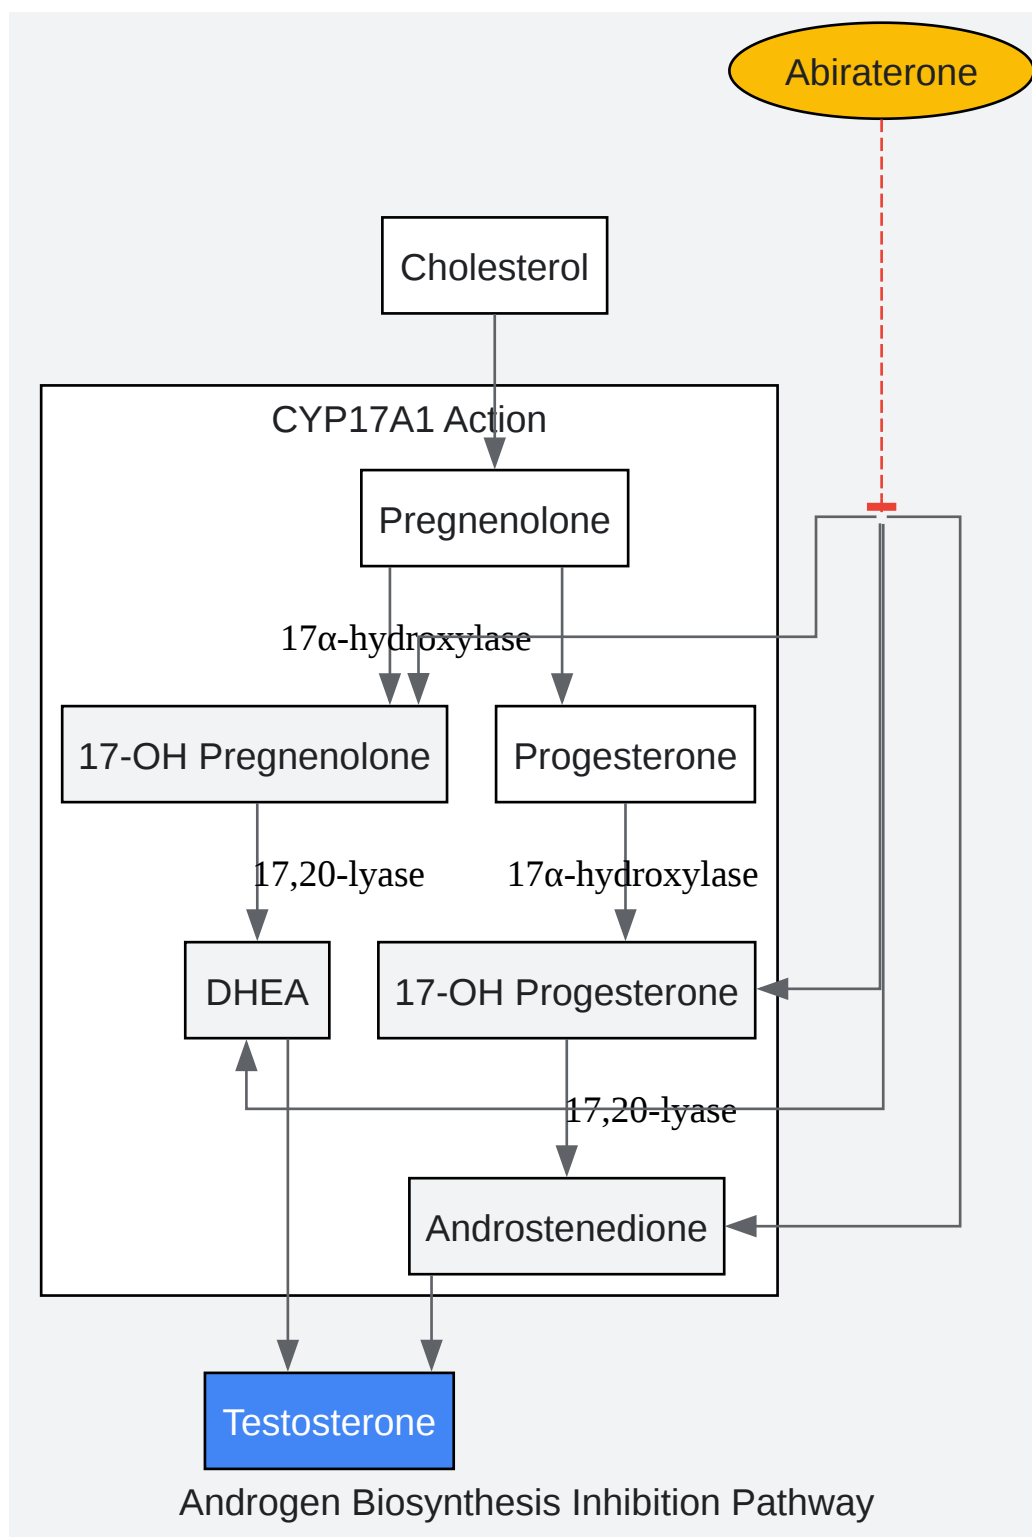 Abiraterone
Cholesterol
CYP17A1 Action
Pregnenolone
17α-hydroxylase
17-OH Pregnenolone
Progesterone
17,20-lyase
17α-hydroxylase
DHEA
17-OH Progesterone
17,20-lyase
Androstenedione
Testosterone
Androgen Biosynthesis Inhibition Pathway